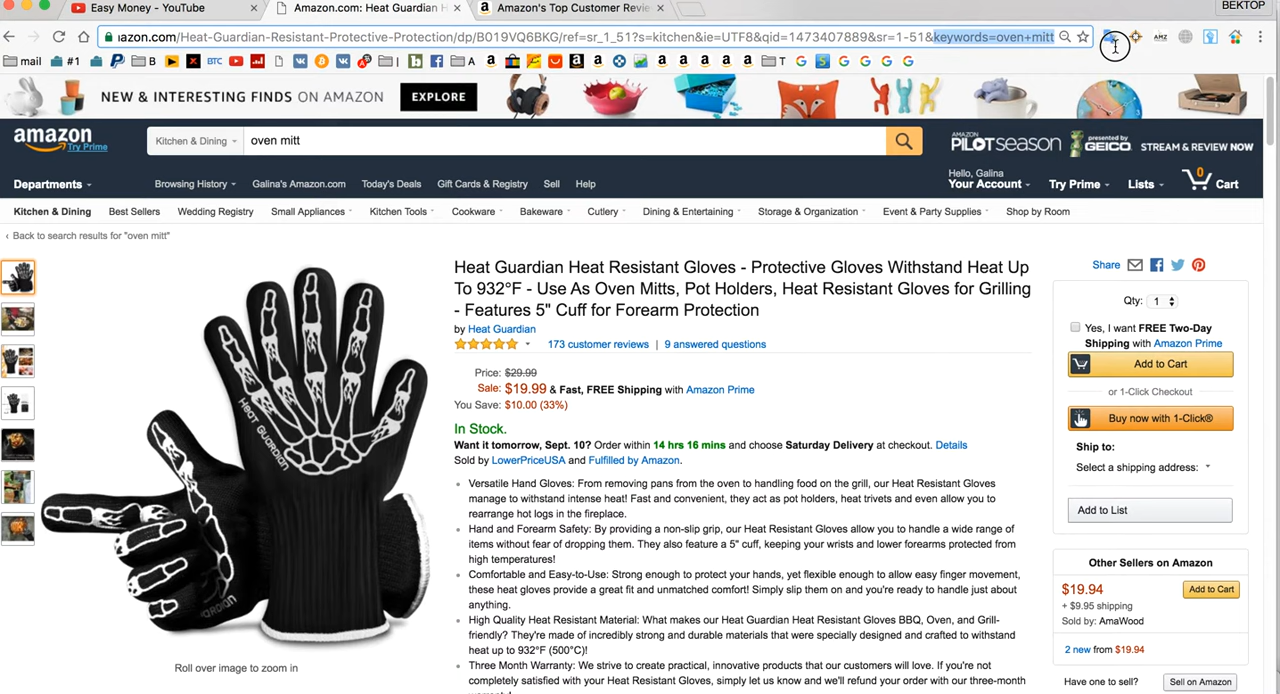 Easy Money - YouTube
Amazon.com: Heat Guardian H
Amazon's Top Customer Revie
ВЕКТОР
ıazon.com/Heat-Guardian-Resistant-Protective-Protection/dp/B019VQ6BKG/ref=sr_1_51?s=kitchen&ie=UTF8&qid=1473407889&sr=1-51&keywords=oven+mitt
AMZ
mail
#1
B
BTC
A
T
NEW & INTERESTING FINDS ON AMAZON
EXPLORE
amazon
Try Prime
Kitchen & Dining
oven mitt
AMAZON
PILOTSEASON
presented by
GEICO
STREAM & REVIEW NOW
Departments
Browsing History
Galina's Amazon.com
Today's Deals
Gift Cards & Registry
Sell
Help
Hello, Galina
Your Account
Try Prime
Lists
0
Cart
Kitchen & Dining
Best Sellers
Wedding Registry
Small Appliances
Kitchen Tools
Cookware
Bakeware
Cutlery
Dining & Entertaining
Storage & Organization
Event & Party Supplies
Shop by Room
‹ Back to search results for "oven mitt"
HEAT GUARDIAN
Roll over image to zoom in
Heat Guardian Heat Resistant Gloves - Protective Gloves Withstand Heat Up
To 932°F - Use As Oven Mitts, Pot Holders, Heat Resistant Gloves for Grilling
- Features 5" Cuff for Forearm Protection
by Heat Guardian
173 customer reviews | 9 answered questions
Price: $29.99
Sale: $19.99 & Fast, FREE Shipping with Amazon Prime
You Save: $10.00 (33%)
In Stock.
Want it tomorrow, Sept. 10? Order within 14 hrs 16 mins and choose Saturday Delivery at checkout. Details
Sold by LowerPriceUSA and Fulfilled by Amazon.
• Versatile Hand Gloves: From removing pans from the oven to handling food on the grill, our Heat Resistant Gloves
manage to withstand intense heat! Fast and convenient, they act as pot holders, heat trivets and even allow you to
rearrange hot logs in the fireplace.
• Hand and Forearm Safety: By providing a non-slip grip, our Heat Resistant Gloves allow you to handle a wide range of
items without fear of dropping them. They also feature a 5" cuff, keeping your wrists and lower forearms protected from
high temperatures!
• Comfortable and Easy-to-Use: Strong enough to protect your hands, yet flexible enough to allow easy finger movement,
these heat gloves provide a great fit and unmatched comfort! Simply slip them on and you're ready to handle just about
anything.
• High Quality Heat Resistant Material: What makes our Heat Guardian Heat Resistant Gloves BBQ, Oven, and Grill-
friendly? They're made of incredibly strong and durable materials that were specially designed and crafted to withstand
heat up to 932°F (500°C)!
• Three Month Warranty: We strive to create practical, innovative products that our customers will love. If you're not
completely satisfied with your Heat Resistant Gloves, simply let us know and we'll refund your order with our three-month
warranty!
Share
Qty: 1
Yes, I want FREE Two-Day
Shipping with Amazon Prime
Add to Cart
or 1-Click Checkout
Buy now with 1-Click®
Ship to:
Select a shipping address:
Add to List
Other Sellers on Amazon
$19.94
Add to Cart
+ $9.95 shipping
Sold by: AmaWood
2 new from $19.94
Have one to sell?
Sell on Amazon